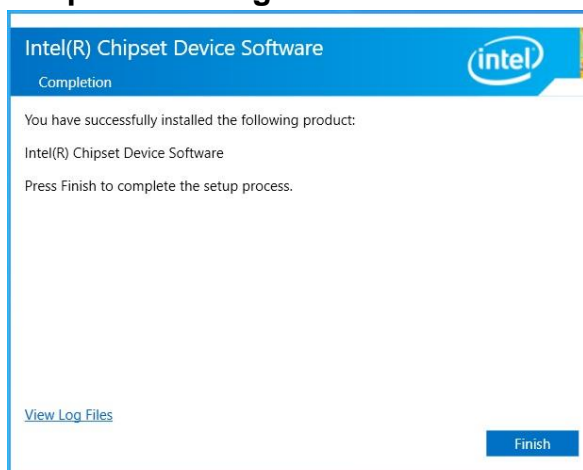 Intel(R) Chipset Device Software
(intel)
Completion
You have successfully installed the following product:
Intel(R) Chipset Device Software
Press Finish to complete the setup process.
View Log Files
Finish